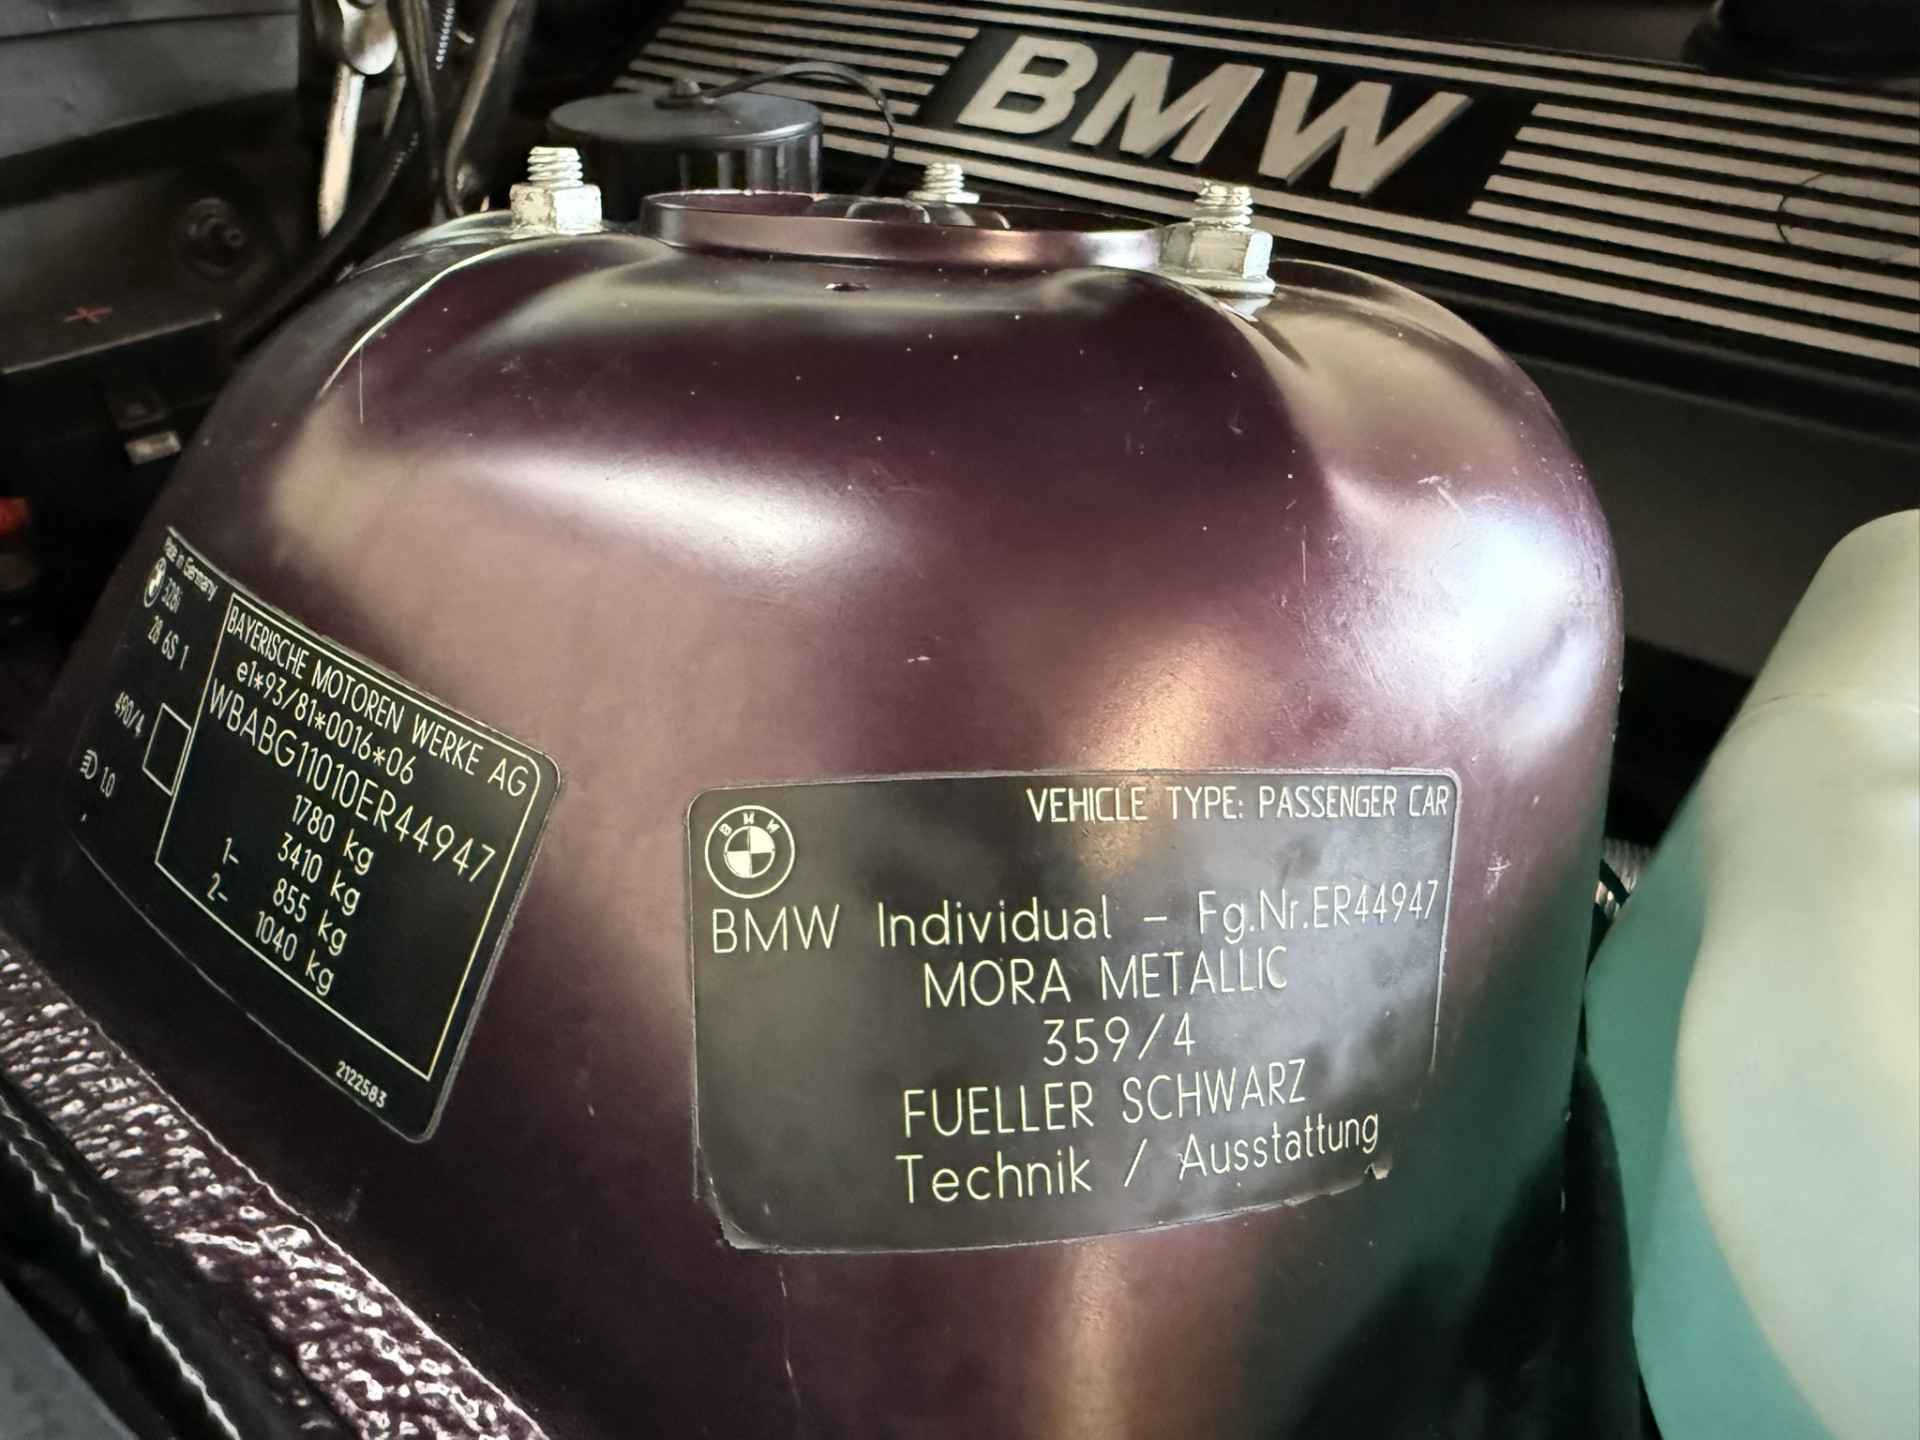 BMW
Made in Germany
328i
28 6S 1
490/4
1.0
BAYERISCHE MOTOREN WERKE AG
e1*93/81*0016*06
WBABG11010ER44947
1780 kg
3410 kg
1- 855 kg
2- 1040 kg
2122583
VEHICLE TYPE: PASSENGER CAR
BMW
BMW Individual - Fg.Nr.ER44947
MORA METALLIC
359/4
FUELLER SCHWARZ
Technik / Ausstattung